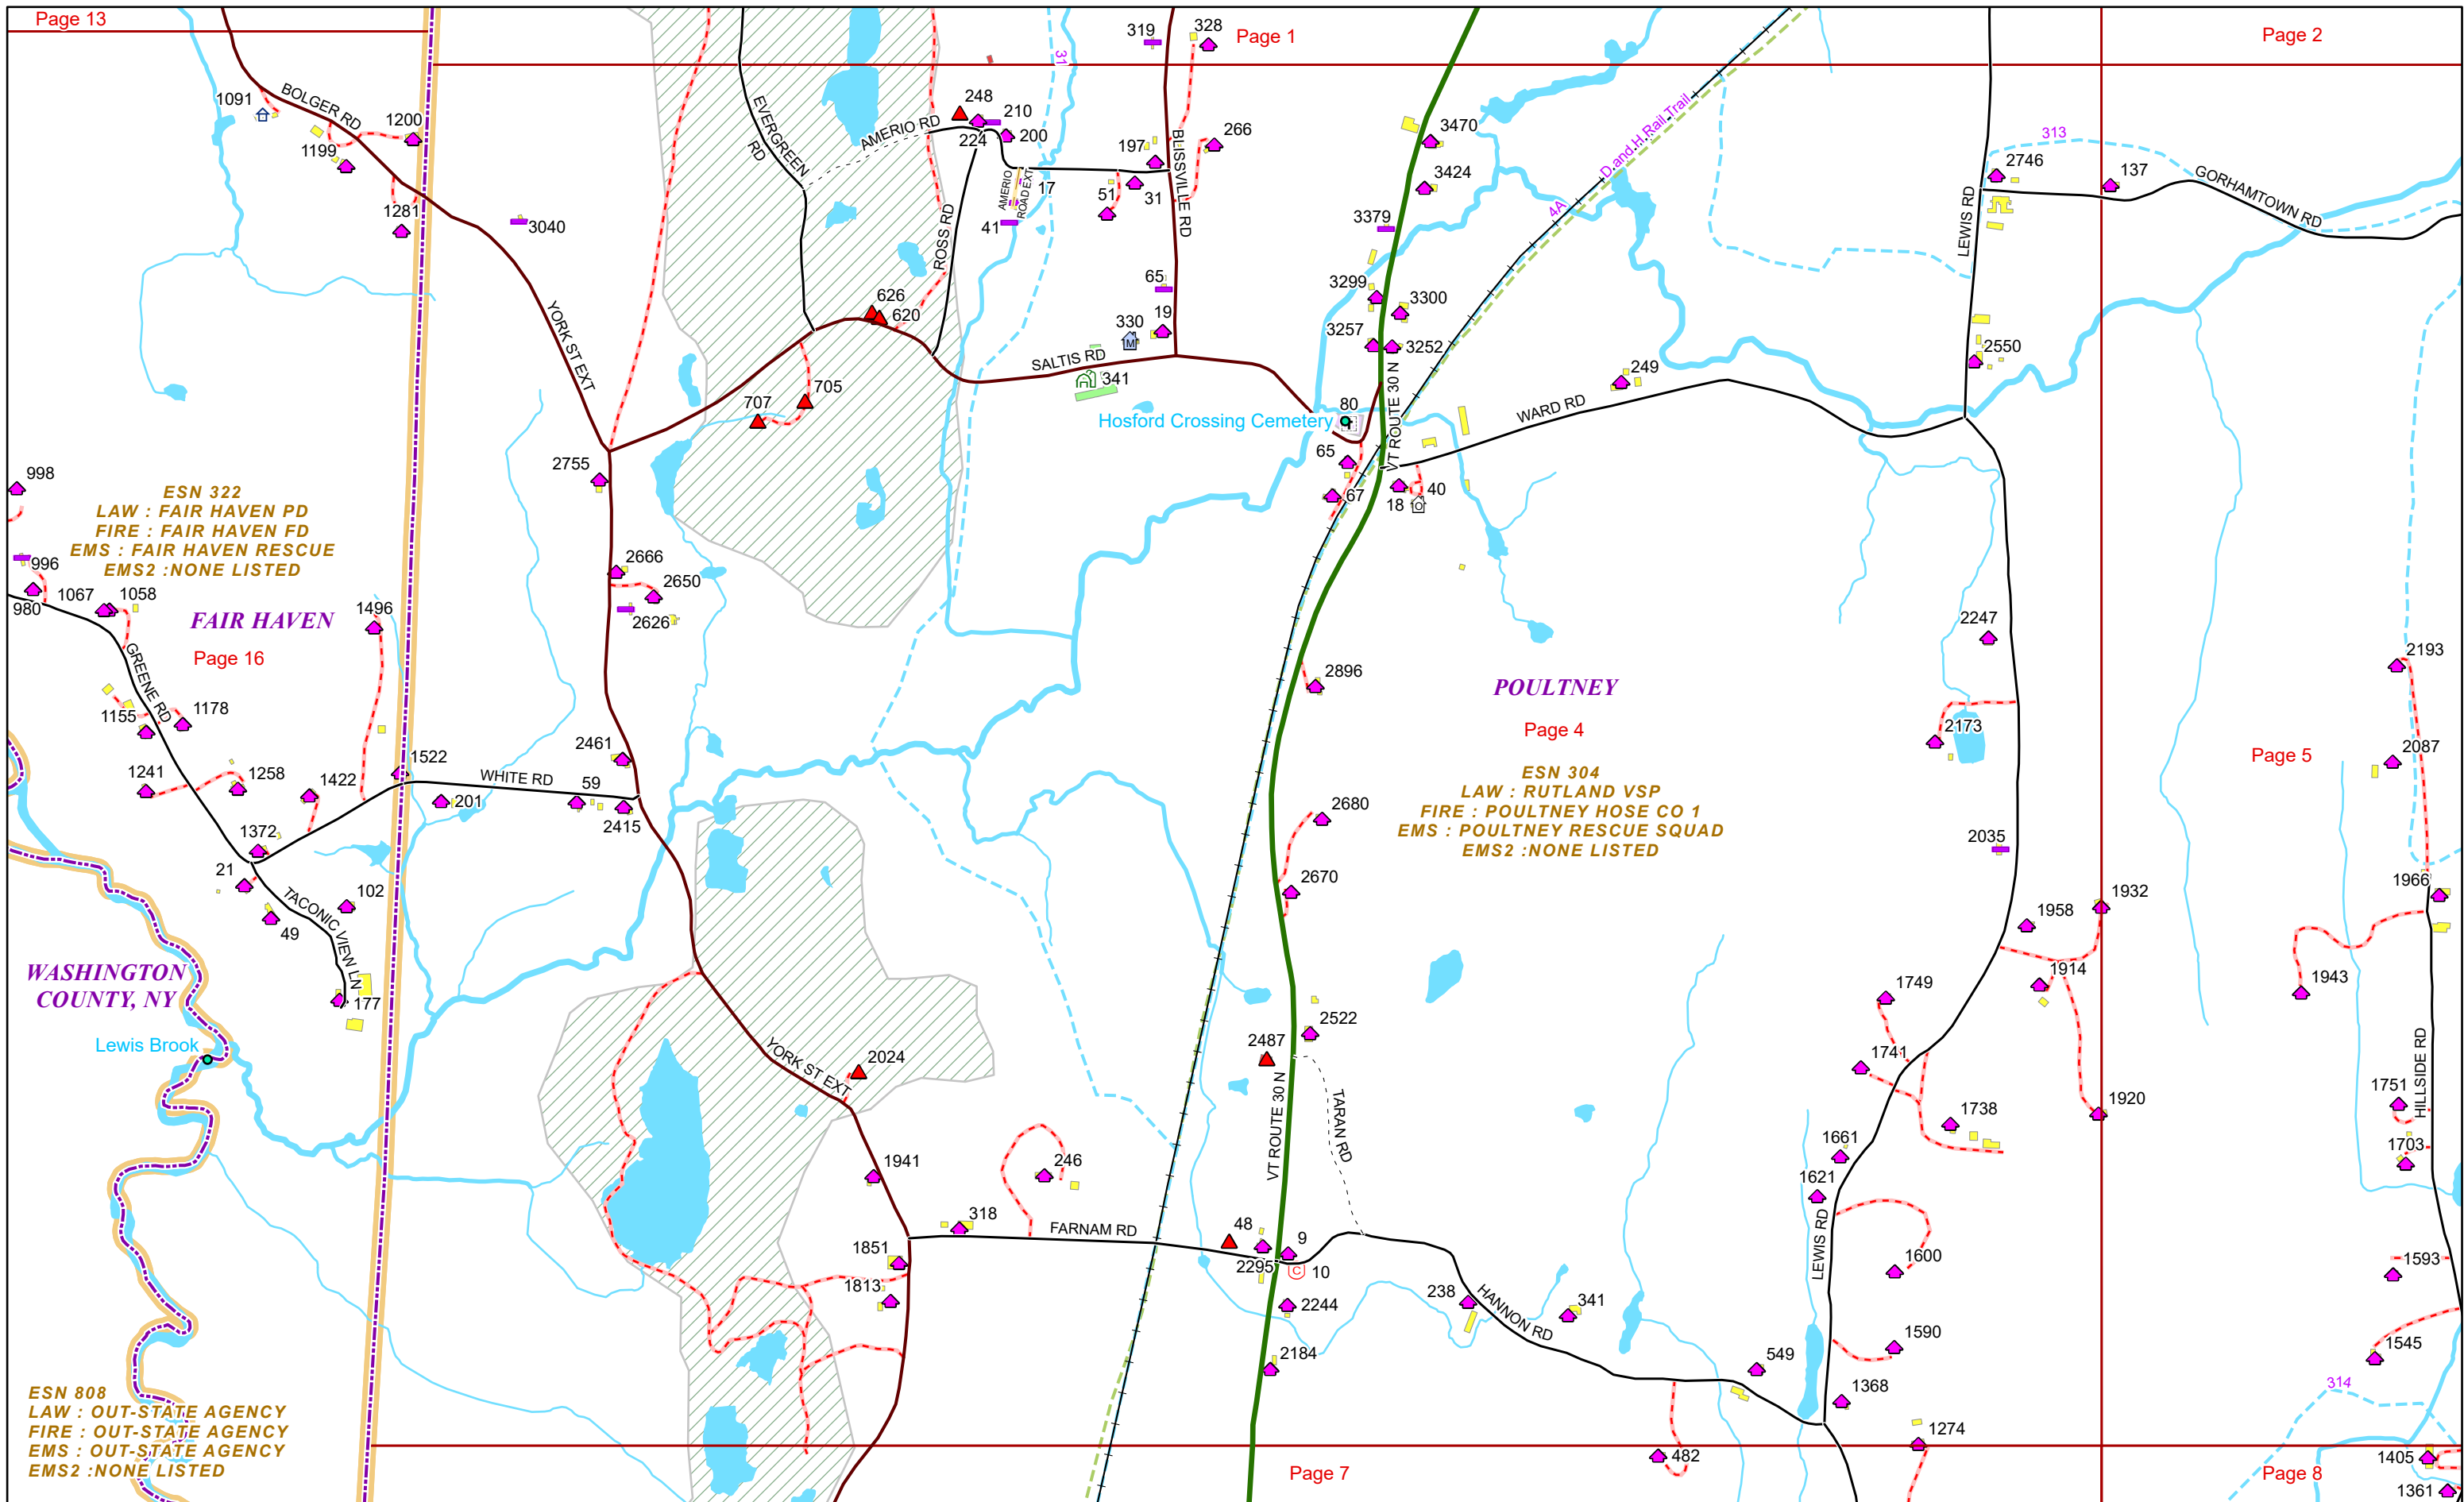 Page 13
319
328
Page 1
Page 2
31
1091
BOLGER RD
1200
1199
1281
3040
EVERGREEN
RD
AMERIO RD
248
210
224
200
197
266
BLISSVILLE RD
AMERIO
ROAD EXT
17
51
31
41
ROSS RD
65
3470
3424
3379
D and H Rail Trail
4A
313
2746
137
GORHAMTOWN RD
LEWIS RD
YORK ST EXT
626
620
330
19
SALTIS RD
341
3299
3300
3257
3252
249
2550
705
707
Hosford Crossing Cemetery
80
VT ROUTE 30 N
WARD RD
65
67
18
40
2755
998
ESN 322
LAW : FAIR HAVEN PD
FIRE : FAIR HAVEN FD
EMS : FAIR HAVEN RESCUE
EMS2 :NONE LISTED
996
980
1067
1058
FAIR HAVEN
Page 16
1496
2666
2650
2626
2247
2193
GREENE RD
1155
1178
2896
POULTNEY
Page 4
2173
Page 5
2087
2461
1241
1258
1422
1522
WHITE RD
201
59
2415
ESN 304
LAW : RUTLAND VSP
FIRE : POULTNEY HOSE CO 1
EMS : POULTNEY RESCUE SQUAD
EMS2 :NONE LISTED
2680
2035
1372
21
TACONIC VIEW LN
102
49
177
2670
1966
1932
1958
1914
1943
WASHINGTON
COUNTY, NY
Lewis Brook
1749
1741
2522
2487
YORK ST EXT
2024
TARAN RD
VT ROUTE 30 N
1738
1920
1751
HILLSIDE RD
1703
1941
246
1661
1621
318
FARNAM RD
48
9
2295
C
10
1851
1813
LEWIS RD
1600
1593
2244
238
HANNON RD
341
1590
1545
2184
549
1368
314
ESN 808
LAW : OUT-STATE AGENCY
FIRE : OUT-STATE AGENCY
EMS : OUT-STATE AGENCY
EMS2 :NONE LISTED
1274
482
Page 7
Page 8
1405
1361